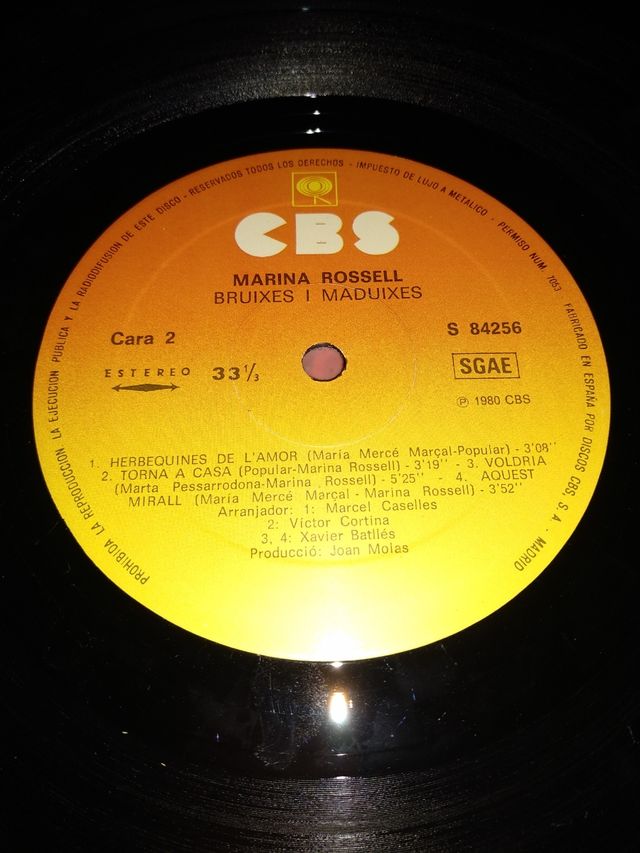 PROHIBIDA LA REPRODUCCION LA EJECUCION PUBLICA Y LA RADIODIFUSION DE ESTE DISCO - RESERVADOS TODOS LOS DERECHOS - IMPUESTO DE LUJO A METALICO - PERMISO NUM. 7053 FABRICADO EN ESPAÑA POR DISCOS CBS, S. A. - MADRID
CBS
MARINA ROSSELL
BRUIXES I MADUIXES
Cara 2
S 84256
ESTEREO 33 1/3
SGAE
Ⓟ 1980 CBS
1. HERBEQUINES DE L'AMOR (María Mercé Marçal-Popular) - 3'08''
2. TORNA A CASA (Popular-Marina Rossell) - 3'19'' - 3. VOLDRIA
(Marta Pessarrodona-Marina Rossell) - 5'25'' - 4. AQUEST
MIRALL (María Mercé Marçal - Marina Rossell) - 3'52''
Arranjador: 1: Marcel Caselles
2: Víctor Cortina
3, 4: Xavier Batllés
Producció: Joan Molas